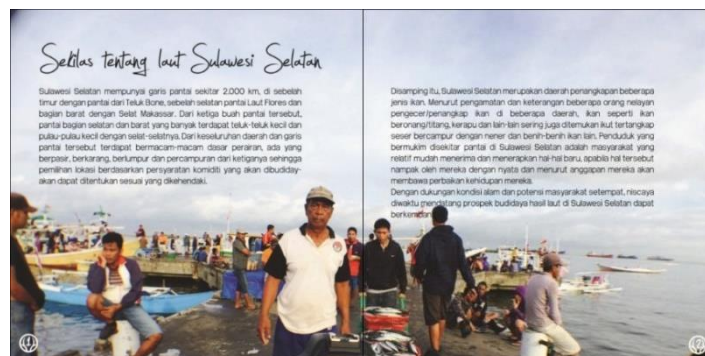 Sekilas tentang laut Sulawesi Selatan
Sulawesi Selatan mempunyai garis pantai sekitar 2.000 km, di sebelah
timur dengan pantai dari Teluk Bone, sebelah selatan pantai Laut Flores dan
bagian barat dengan Selat Makassar. Dari ketiga buah pantai tersebut,
pantai bagian selatan dan barat yang banyak terdapat teluk-teluk kecil dan
pulau-pulau kecil dengan selat-selatnya. Dari keseluruhan daerah dan garis
pantai tersebut terdapat bermacam-macam dasar perairan, ada yang
berpasir, berkarang, berlumpur dan percampuran dari ketiganya sehingga
pemilihan lokasi berdasarkan persyaratan komiditi yang akan dibudiday-
akan dapat ditentukan sesuai yang dikehendaki.
Disamping itu, Sulawesi Selatan merupakan daerah penangkapan beberapa
jenis ikan. Menurut pengamatan dan keterangan beberapa orang nelayan
pengecer/penangkap ikan di beberapa daerah, ikan seperti ikan
beronang/titang, kerapu dan lain-lain sering juga ditemukan ikut tertangkap
seser bercampur dengan nener dan benih-benih ikan lain. Penduduk yang
bermukim disekitar pantai di Sulawesi Selatan adalah masyarakat yang
relatif mudah menerima dan menerapkan hal-hal baru, apabila hal tersebut
nampak oleh mereka dengan nyata dan menurut anggapan mereka akan
membawa perbaikan kehidupan mereka.
Dengan dukungan kondisi alam dan potensi masyarakat setempat, niscaya
diwaktu mendatang prospek budidaya hasil laut di Sulawesi Selatan dapat